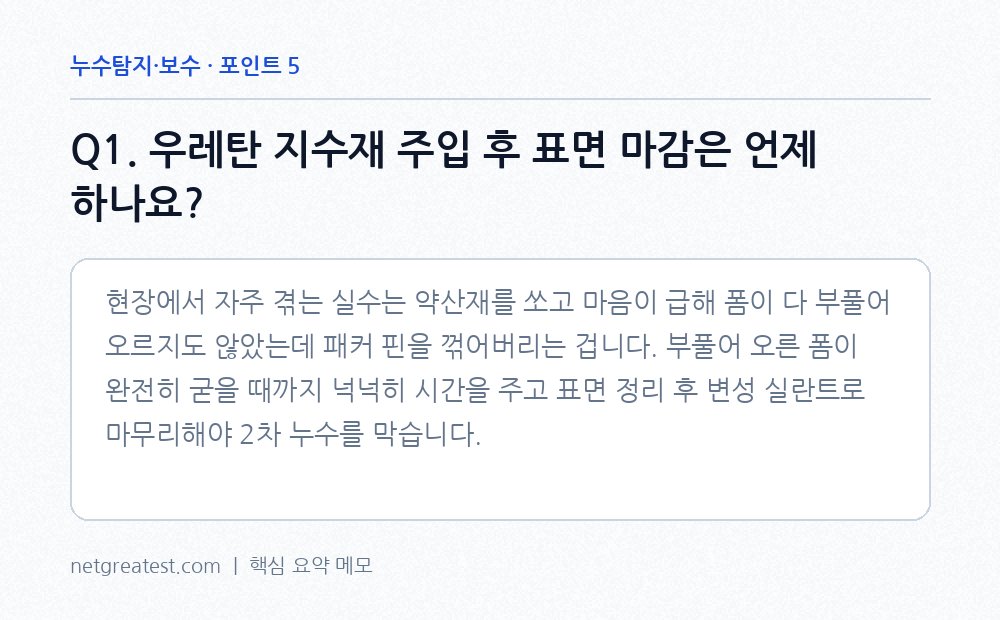 누수탐지·보수 · 포인트 5
Q1. 우레탄 지수재 주입 후 표면 마감은 언제
하나요?
현장에서 자주 겪는 실수는 약산재를 쏘고 마음이 급해 폼이 다 부풀어
오르지도 않았는데 패커 핀을 꺾어버리는 겁니다. 부풀어 오른 폼이
완전히 굳을 때까지 넉넉히 시간을 주고 표면 정리 후 변성 실란트로
마무리해야 2차 누수를 막습니다.
netgreatest.com | 핵심 요약 메모